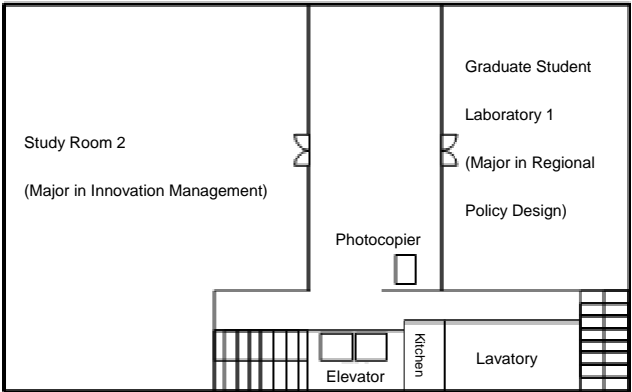 Study Room 2
(Major in Innovation Management)
Graduate Student
Laboratory 1
(Major in Regional
Policy Design)
Photocopier
Elevator
Kitchen
Lavatory